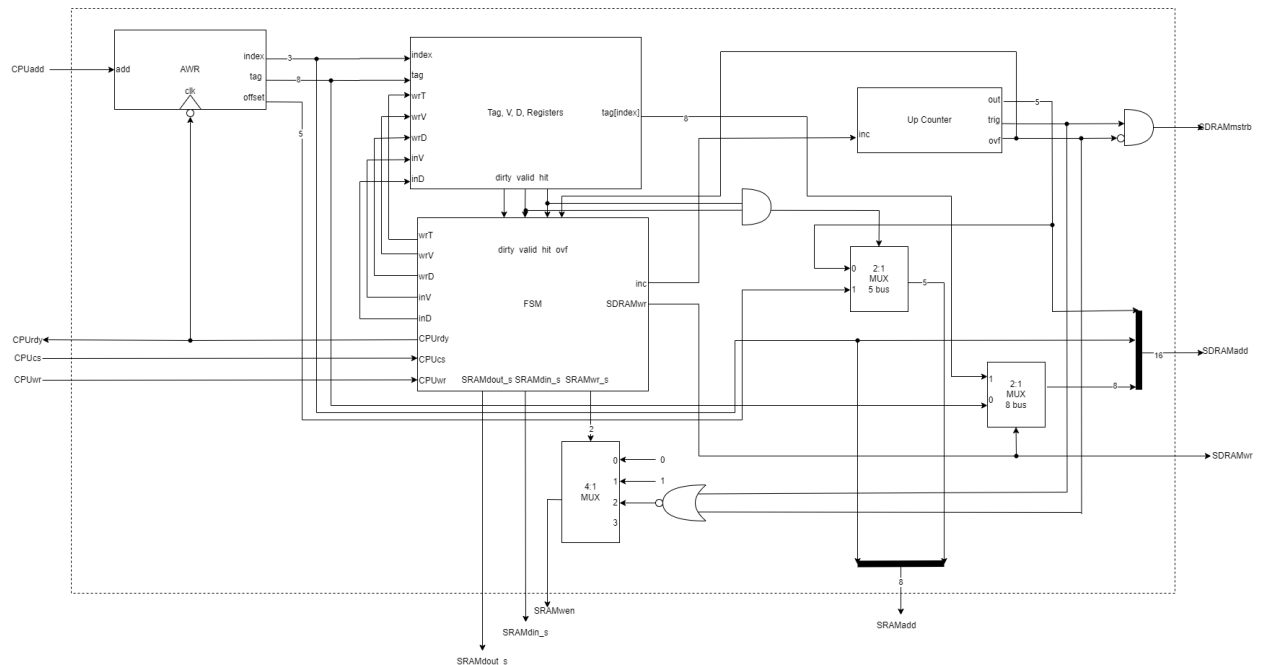 CPUadd
add
AWR
clk
index
tag
offset
3
8
5
index
tag
wrT
wrV
wrD
inV
inD
Tag, V, D, Registers
tag[index]
dirty valid hit
8
inc
Up Counter
out
trig
ovf
5
SDRAMmstrb
wrT
wrV
wrD
inV
inD
CPUrdy
CPUcs
CPUwr
dirty valid hit ovf
FSM
inc
SDRAMwr
SRAMdout_s SRAMdin_s SRAMwr_s
0
1
2:1
MUX
5 bus
5
CPUrdy
CPUcs
CPUwr
1
0
2:1
MUX
8 bus
8
16
SDRAMadd
SDRAMwr
2
4:1
MUX
0
1
2
3
0
1
8
SRAMadd
SRAMwen
SRAMdin_s
SRAMdout_s